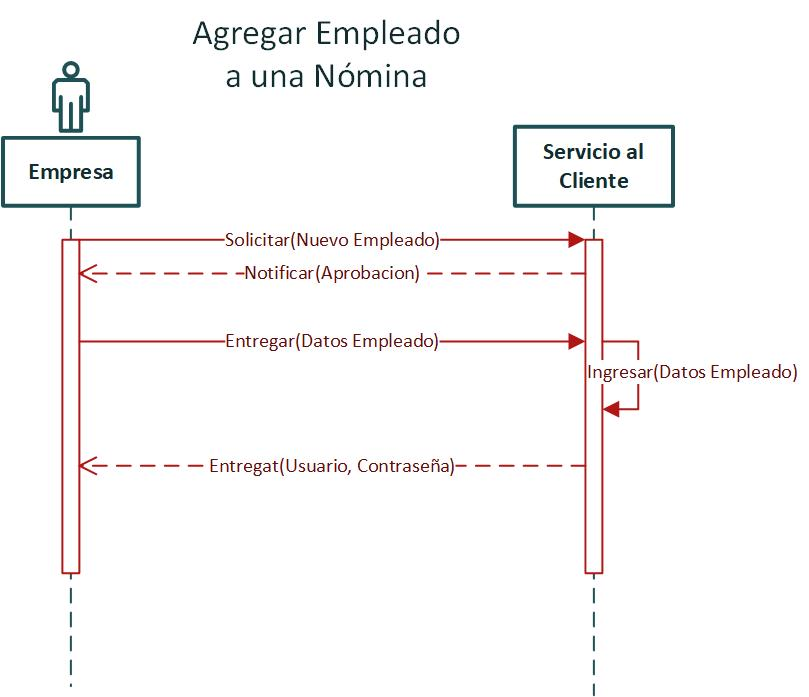 Agregar Empleado
a una Nómina
Empresa
Servicio al
Cliente
Solicitar(Nuevo Empleado)
Notificar(Aprobacion)
Entregar(Datos Empleado)
Ingresar(Datos Empleado)
Entregat(Usuario, Contraseña)